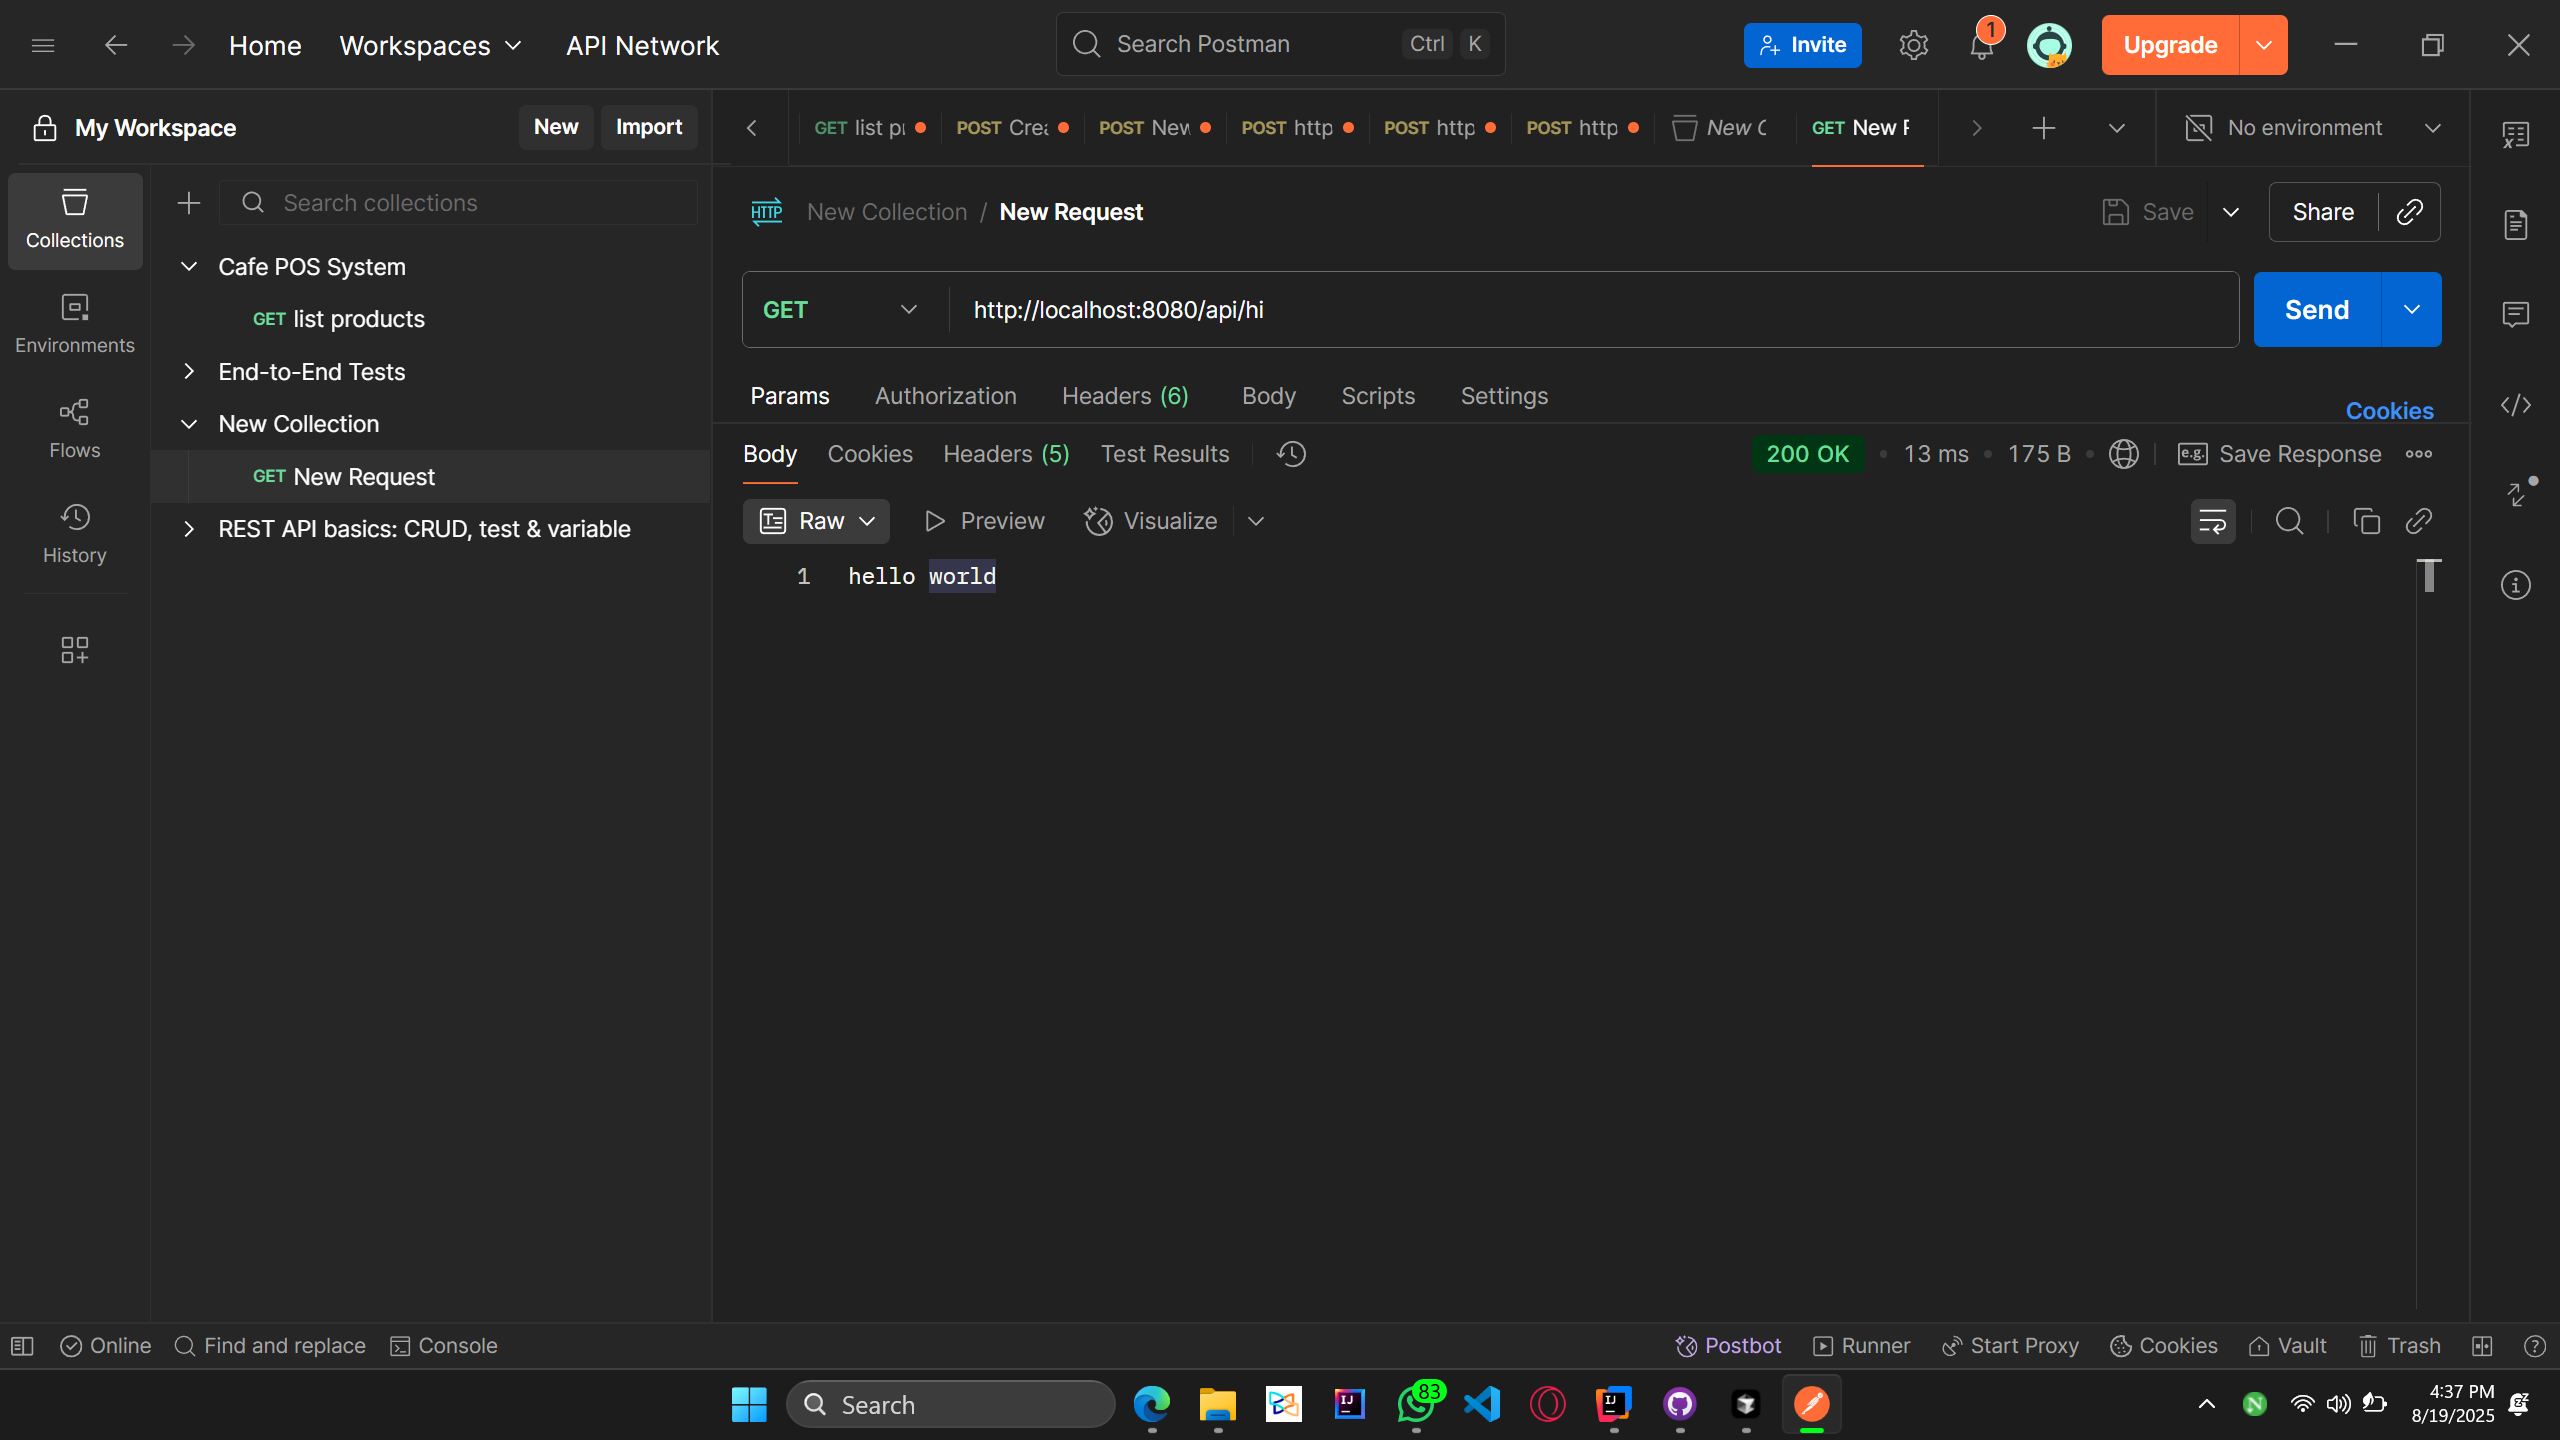 Home Workspaces API Network Search Postman Ctrl K Invite 1 Upgrade
My Workspace New Import GET list pr POST Crea POST New POST http POST http POST http New C GET New R No environment
Collections
Environments
Flows
History
Search collections
Cafe POS System
GET list products
End-to-End Tests
New Collection
GET New Request
REST API basics: CRUD, test & variable
HTTP New Collection / New Request Save Share
GET http://localhost:8080/api/hi Send
Params Authorization Headers (6) Body Scripts Settings Cookies
Body Cookies Headers (5) Test Results 200 OK 13 ms 175 B e.g. Save Response
Raw Preview Visualize
1 hello world
Online Find and replace Console Postbot Runner Start Proxy Cookies Vault Trash
Search 83 4:37 PM
8/19/2025